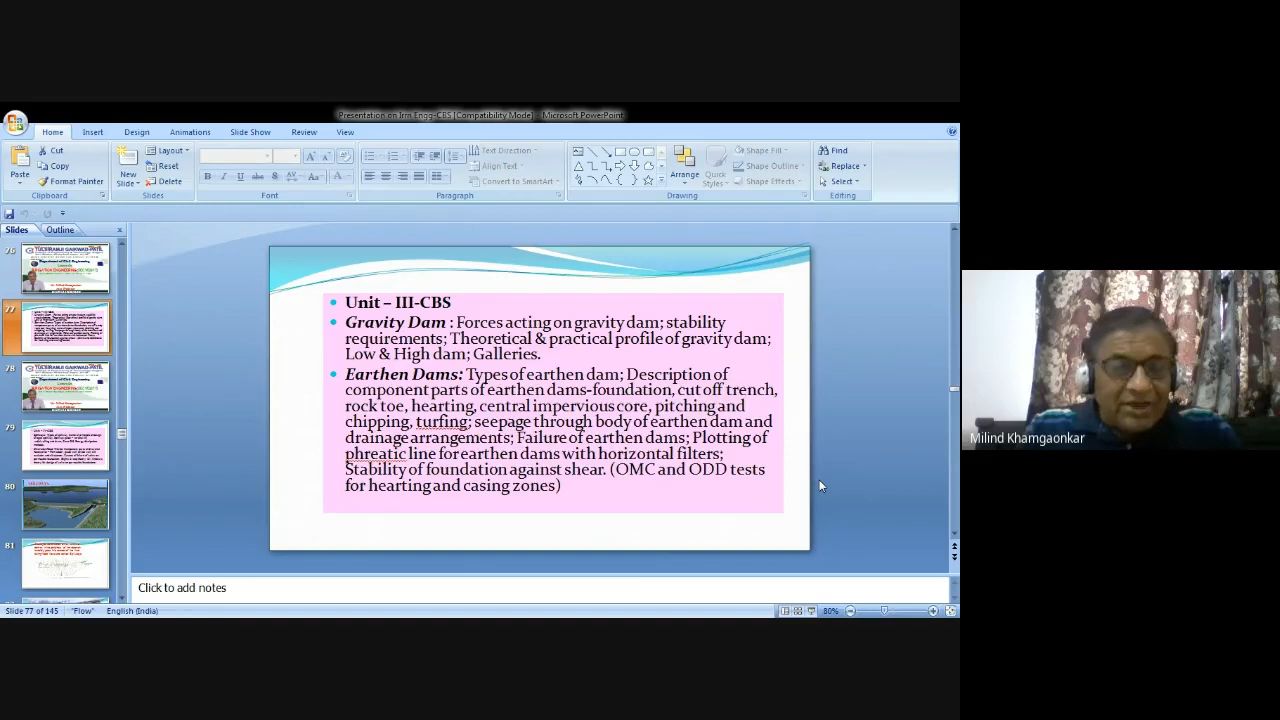 Presentation on Irrn Engg-CBS [Compatibility Mode] - Microsoft PowerPoint
Home Insert Design Animations Slide Show Review View
Paste
Cut
Copy
Format Painter
Clipboard
New Slide
Layout
Reset
Delete
Slides
Font
Text Direction
Align Text
Convert to SmartArt
Paragraph
Arrange
Quick Styles
Shape Fill
Shape Outline
Shape Effects
Drawing
Find
Replace
Select
Editing
Slides Outline
76
77
78
79
80
81
Unit – III-CBS
Gravity Dam : Forces acting on gravity dam; stability
requirements; Theoretical & practical profile of gravity dam;
Low & High dam; Galleries.
Earthen Dams: Types of earthen dam; Description of
component parts of earthen dams-foundation, cut off trench,
rock toe, hearting, central impervious core, pitching and
chipping, turfing; seepage through body of earthen dam and
drainage arrangements; Failure of earthen dams; Plotting of
phreatic line for earthen dams with horizontal filters;
Stability of foundation against shear. (OMC and ODD tests
for hearting and casing zones)
Click to add notes
Slide 77 of 145 "Flow" English (India) 80%
Milind Khamgaonkar